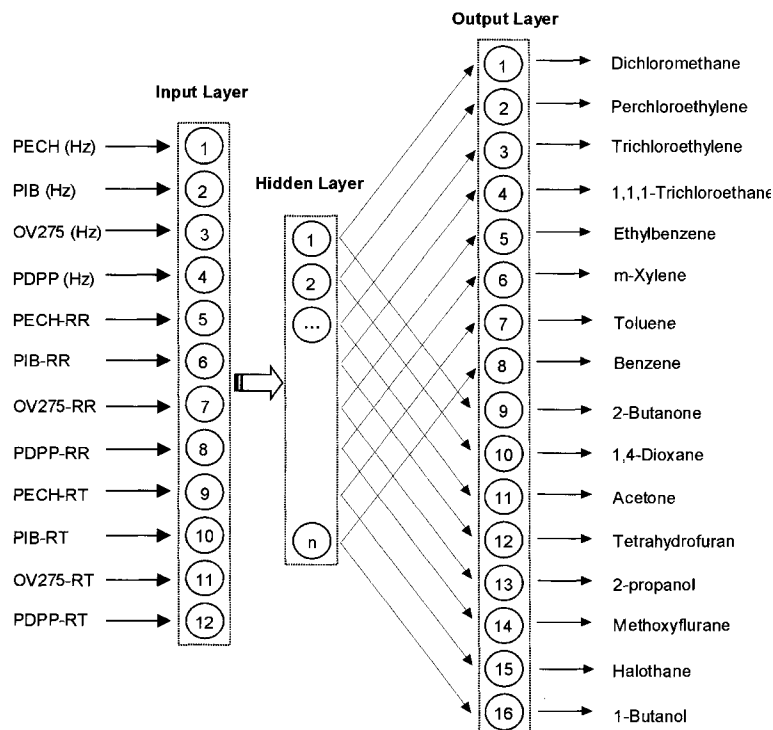 Output Layer
Input Layer
Hidden Layer
PECH (Hz) 1
PIB (Hz) 2
OV275 (Hz) 3
PDPP (Hz) 4
PECH-RR 5
PIB-RR 6
OV275-RR 7
PDPP-RR 8
PECH-RT 9
PIB-RT 10
OV275-RT 11
PDPP-RT 12
1
2
...
n
1 Dichloromethane
2 Perchloroethylene
3 Trichloroethylene
4 1,1,1-Trichloroethane
5 Ethylbenzene
6 m-Xylene
7 Toluene
8 Benzene
9 2-Butanone
10 1,4-Dioxane
11 Acetone
12 Tetrahydrofuran
13 2-propanol
14 Methoxyflurane
15 Halothane
16 1-Butanol